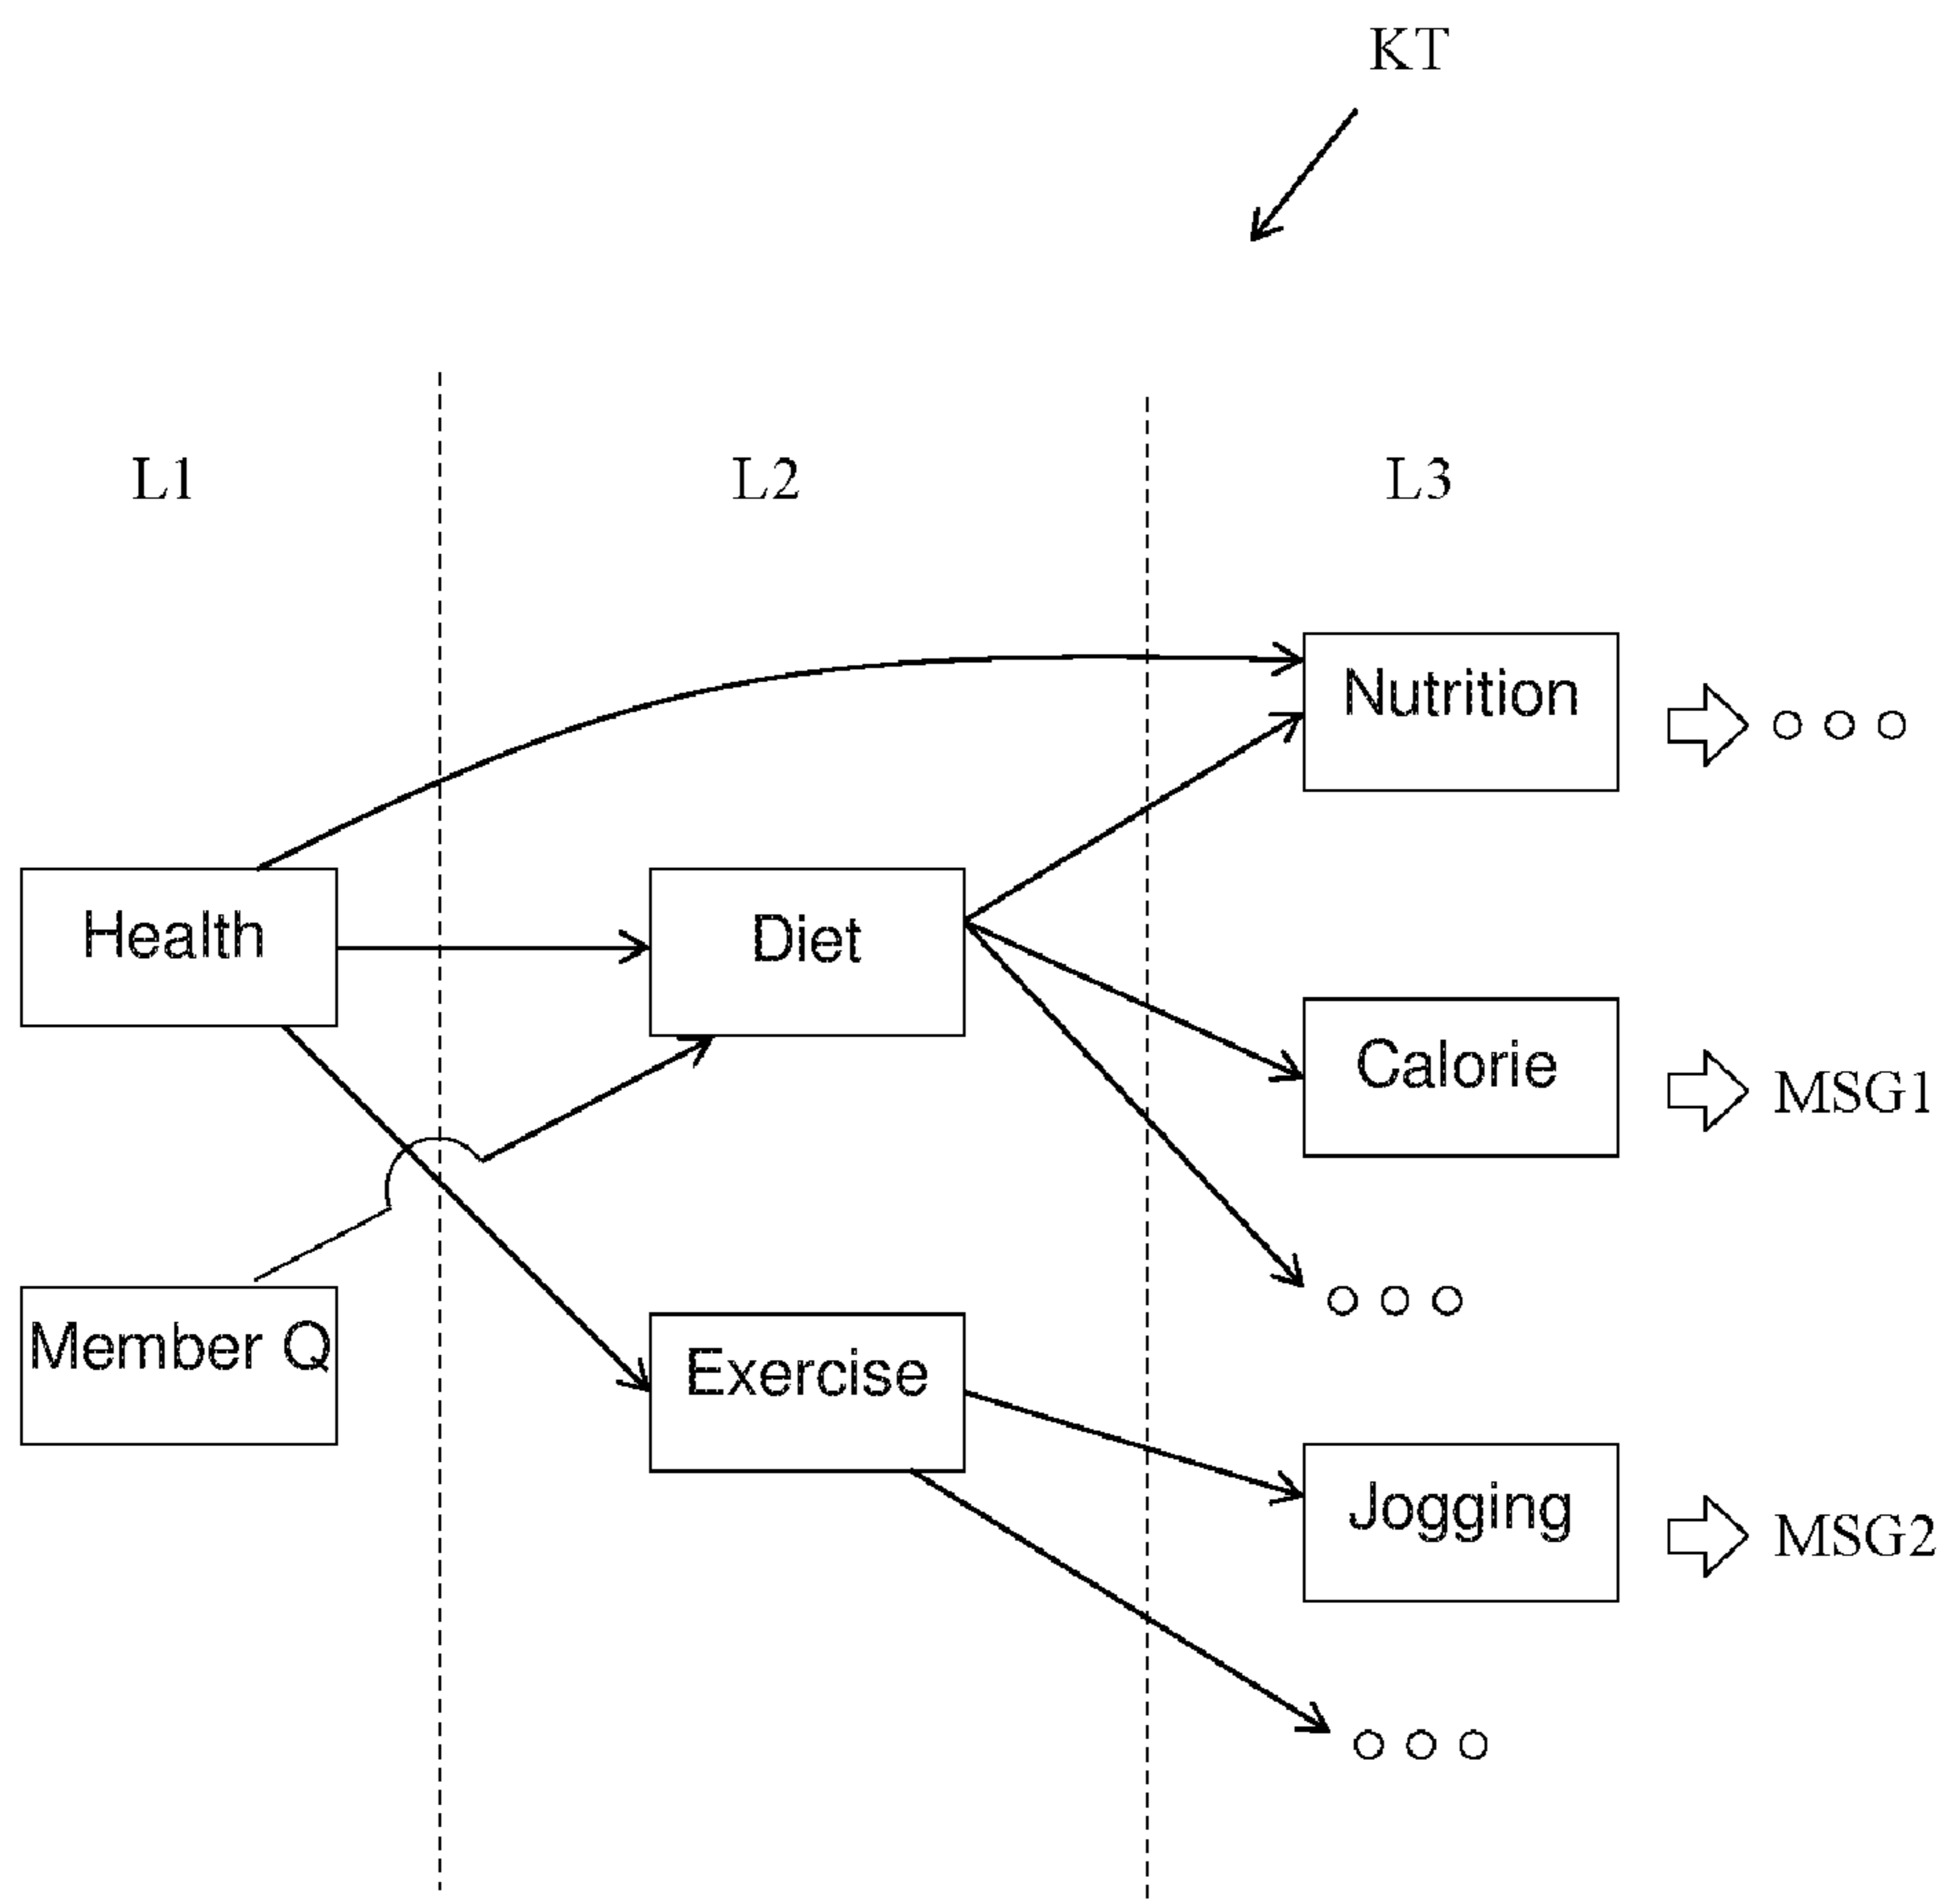 KT
L1 L2 L3
Nutrition
Health Diet
Calorie MSG1
Member Q Exercise
Jogging MSG2